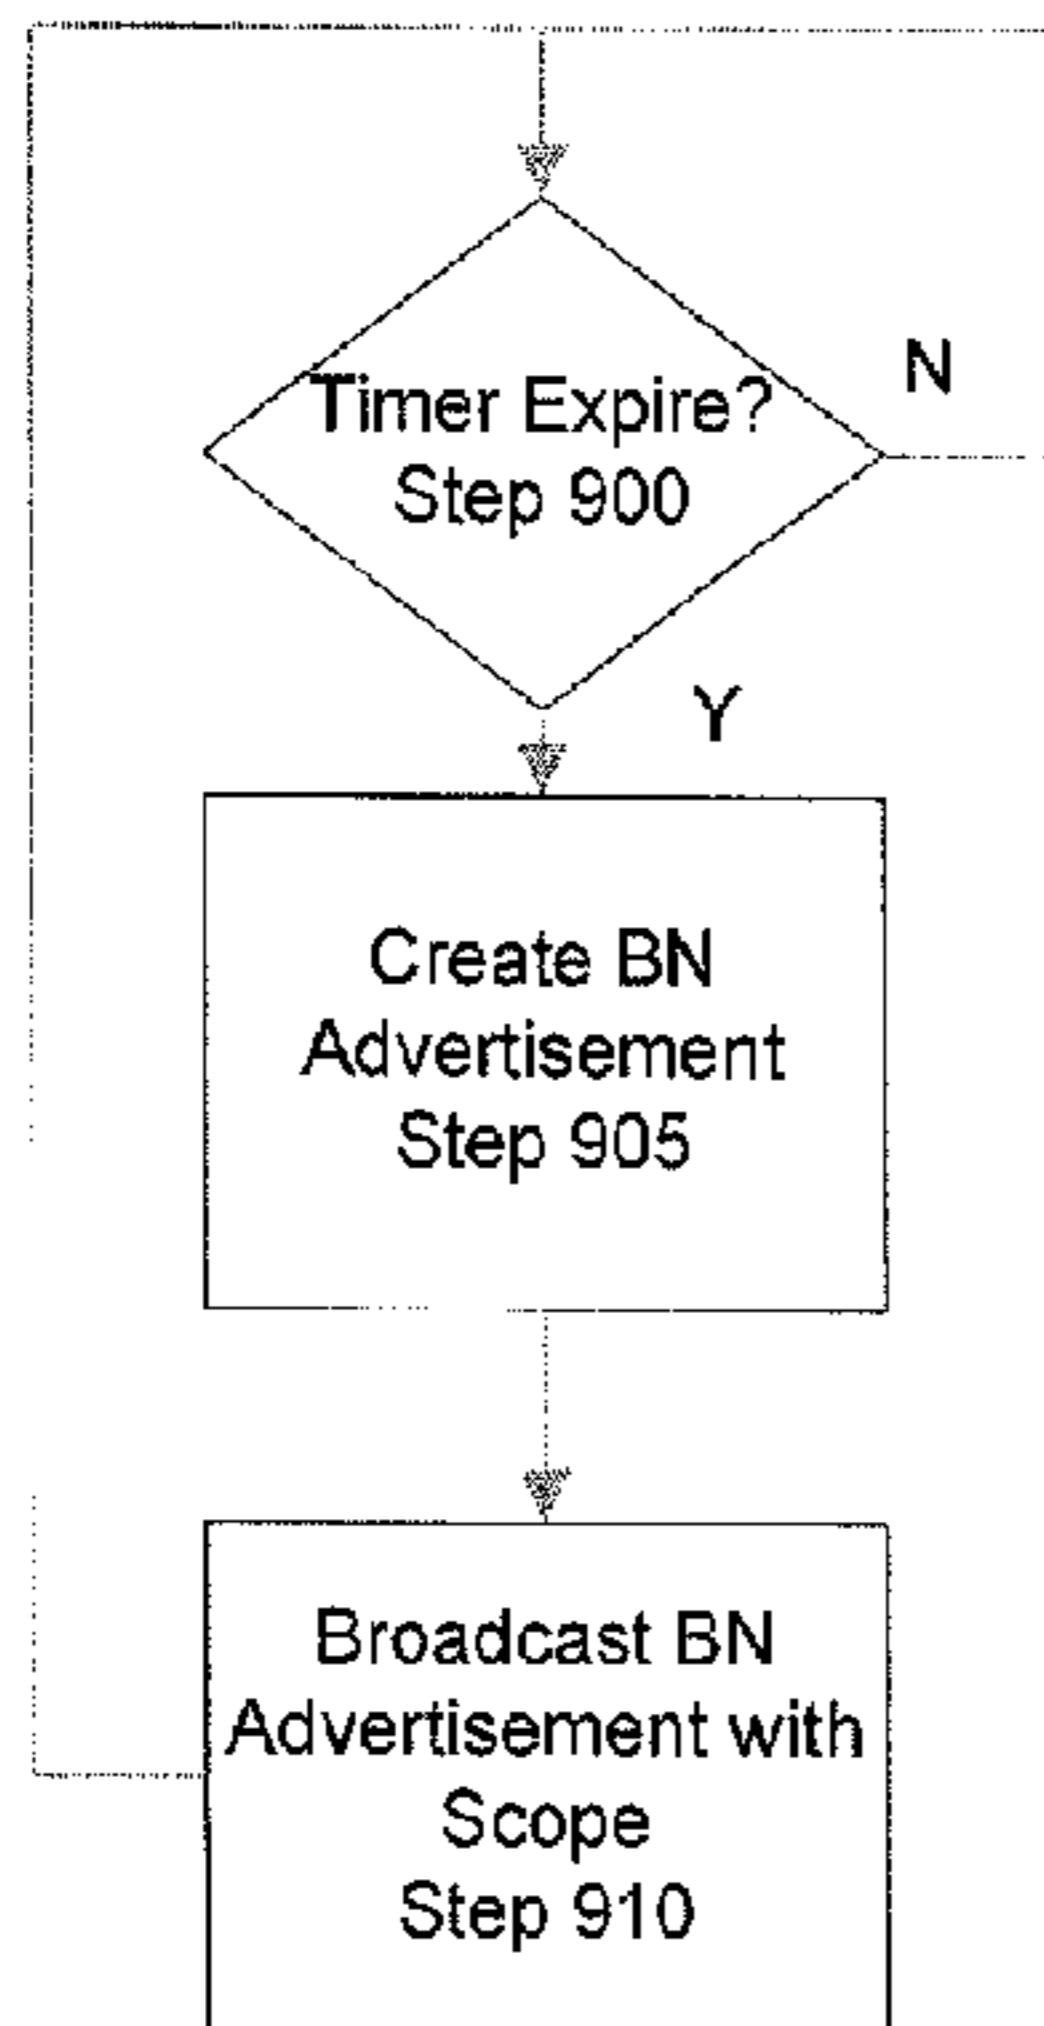 Timer Expire?
Step 900
N
Y
Create BN
Advertisement
Step 905
Broadcast BN
Advertisement with
Scope
Step 910